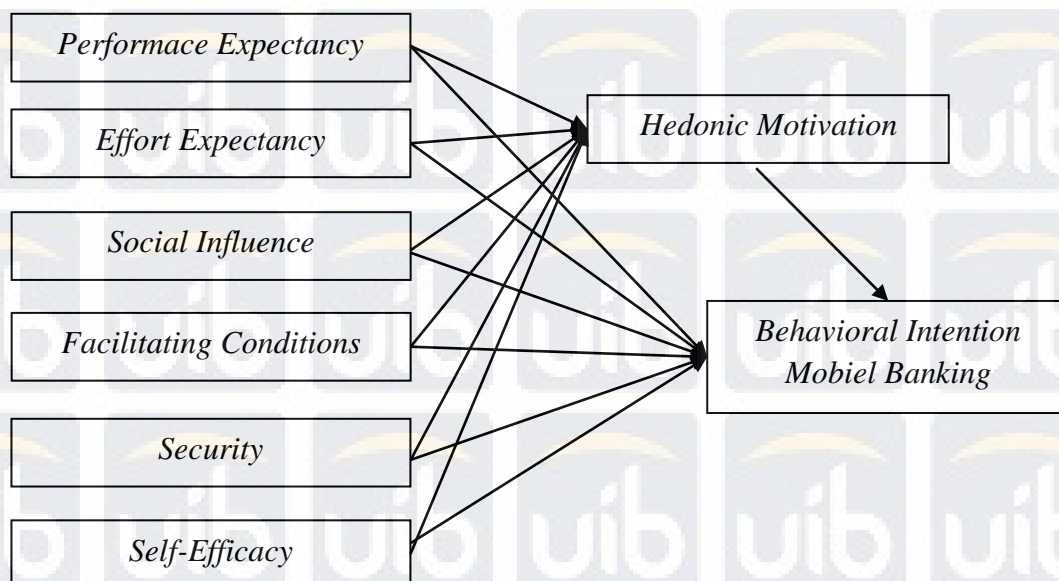 Performace Expectancy
Effort Expectancy
Social Influence
Facilitating Conditions
Security
Self-Efficacy
Hedonic Motivation
Behavioral Intention
Mobiel Banking
uib